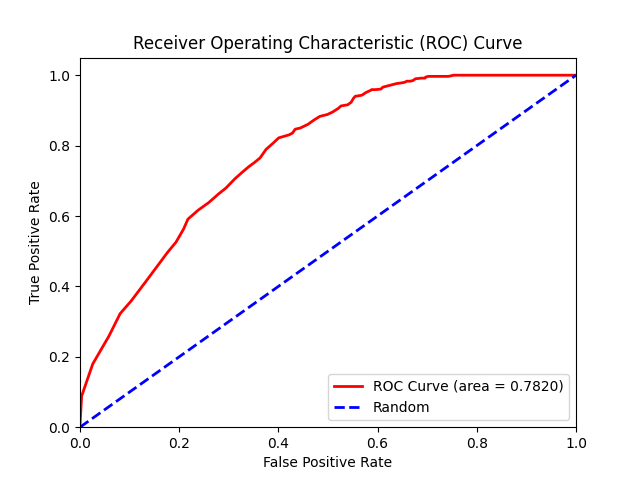 Receiver Operating Characteristic (ROC) Curve
True Positive Rate
1.0
0.8
0.6
0.4
0.2
0.0
0.0 0.2 0.4 0.6 0.8 1.0
False Positive Rate
ROC Curve (area = 0.7820)
Random